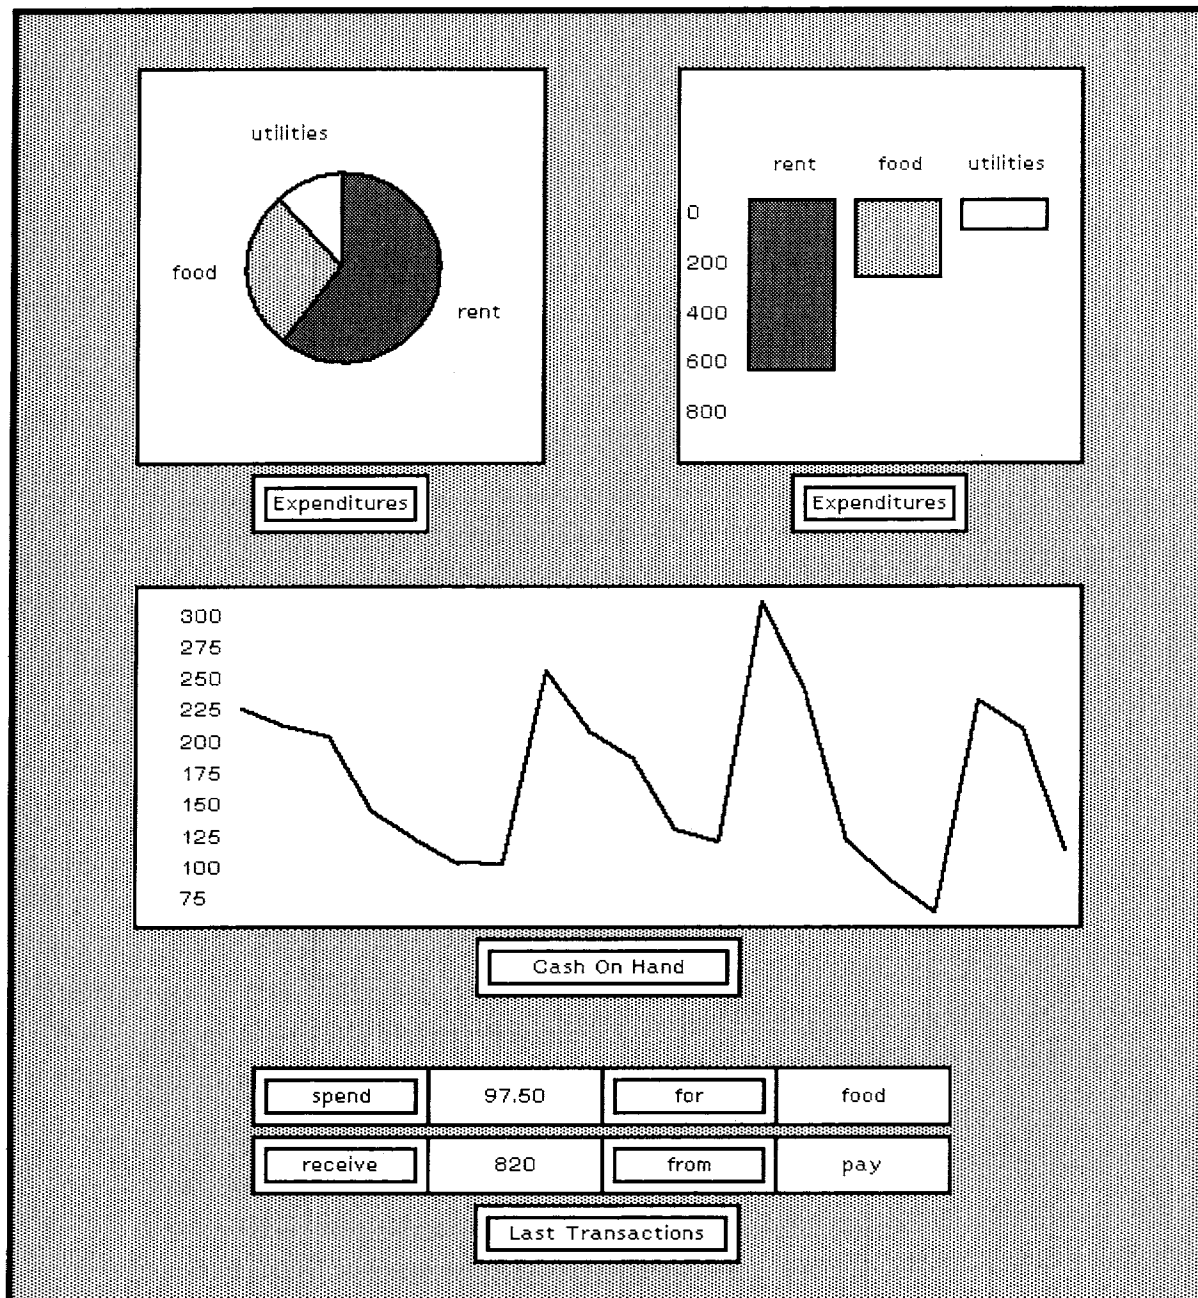 utilities
food
rent
Expenditures
rent food utilities
0
200
400
600
800
Expenditures
300
275
250
225
200
175
150
125
100
75
Cash On Hand
spend 97.50 for food
receive 820 from pay
Last Transactions